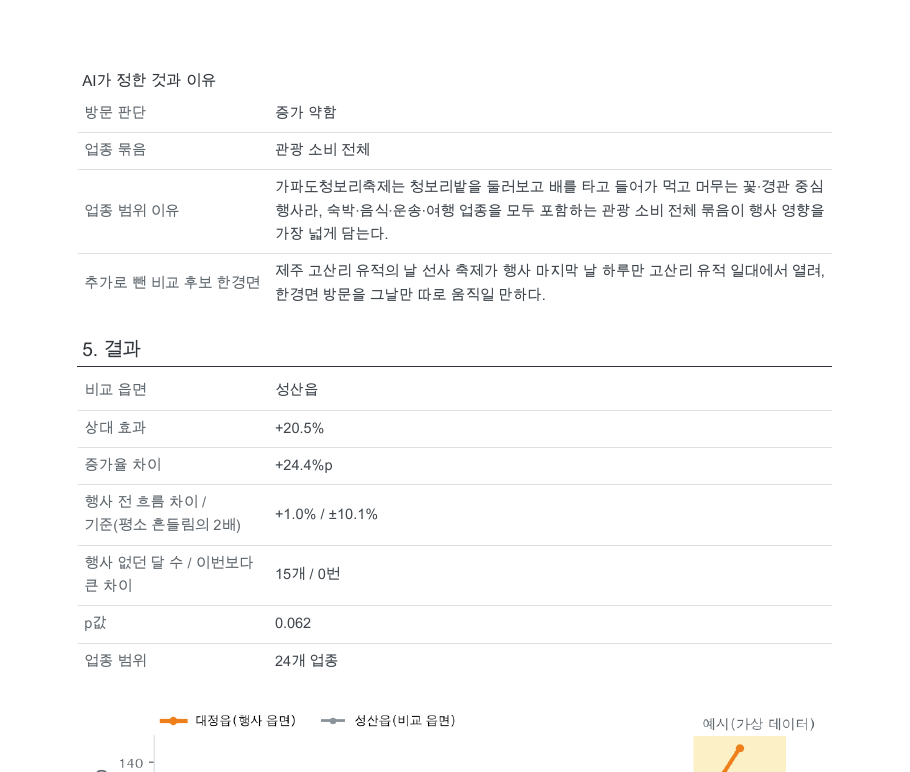 AI가 정한 것과 이유
방문 판단 증가 약함
업종 묶음 관광 소비 전체
가파도청보리축제는 청보리밭을 둘러보고 배를 타고 들어가 먹고 머무는 꽃·경관 중심
업종 범위 이유 행사라, 숙박·음식·운송·여행 업종을 모두 포함하는 관광 소비 전체 묶음이 행사 영향을
가장 넓게 담는다.
추가로 뺀 비교 후보 한경면 제주 고산리 유적의 날 선사 축제가 행사 마지막 날 하루만 고산리 유적 일대에서 열려,
한경면 방문을 그날만 따로 움직일 만하다.
5. 결과
비교 읍면 성산읍
상대 효과 +20.5%
증가율 차이 +24.4%p
행사 전 흐름 차이 /
기준(평소 흔들림의 2배) +1.0% / ±10.1%
행사 없던 달 수 / 이번보다
큰 차이 15개 / 0번
p값 0.062
업종 범위 24개 업종
대정읍(행사 읍면) 성산읍(비교 읍면) 예시(가상 데이터)
140